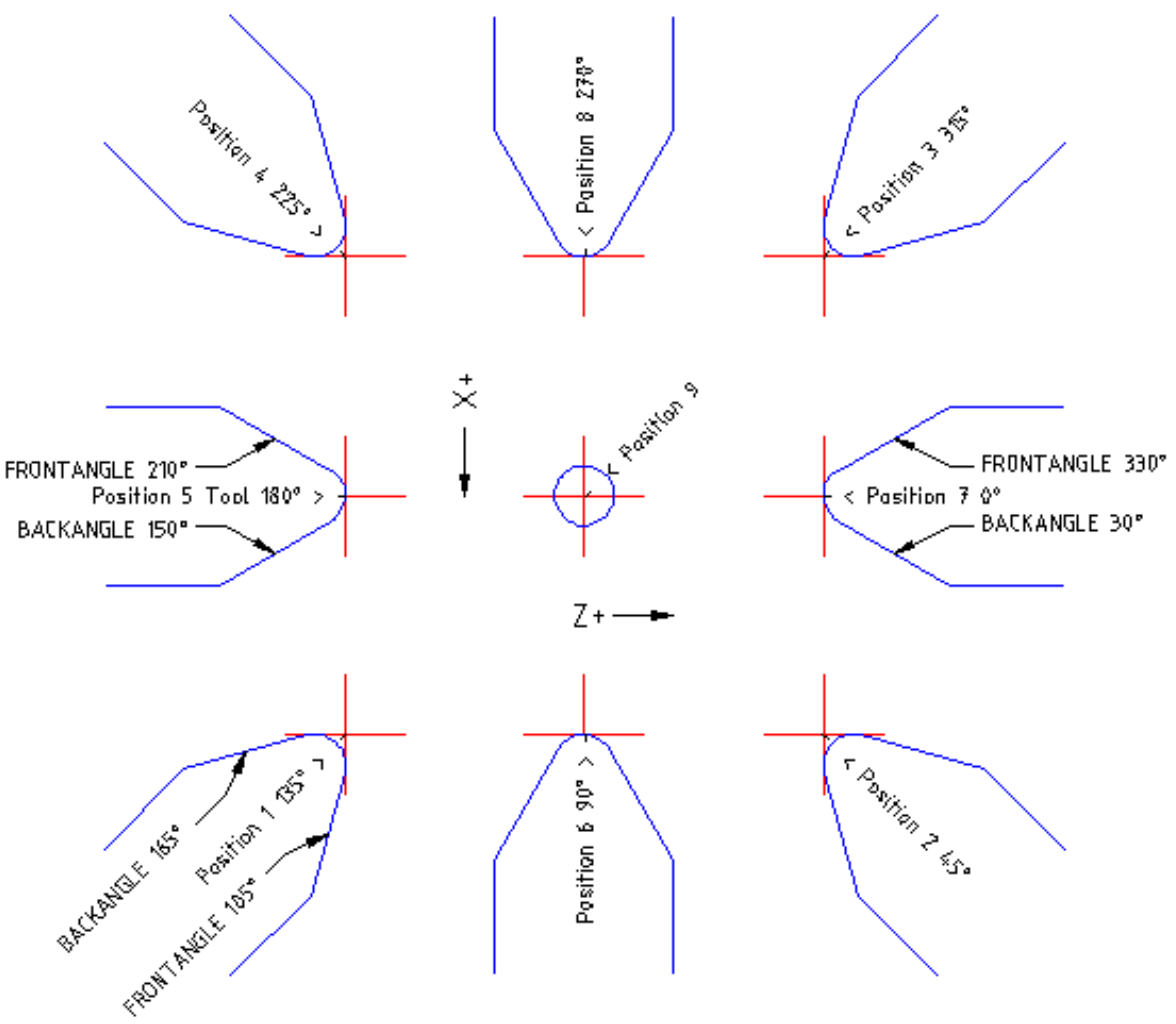 Position 4 225° >
< Position 8 270°
< Position 3 315°
X+
< Position 9
FRONTANGLE 210°
Position 5 Tool 180° >
BACKANGLE 150°
FRONTANGLE 330°
< Position 7 0°
BACKANGLE 30°
Z+
BACKANGLE 165°
Position 1 135° >
FRONTANGLE 105°
Position 6 90° >
< Position 2 45°